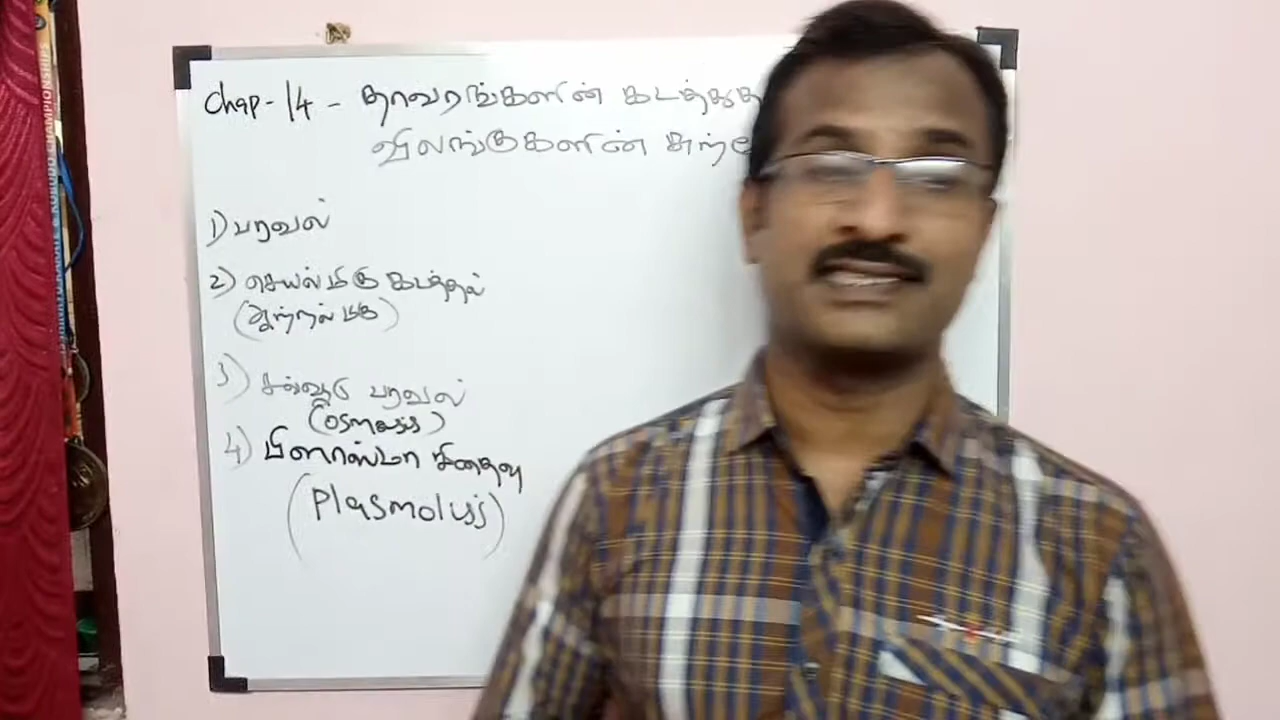 Chap - 14 - தாவரங்களின் கடத்துத
விலங்குகளின் சுற்
1) பரவல்
2) செயல்மிகு கடத்தல்
(ஆற்றல் மிகு)
3) சவ்வூடு பரவல்
(osmosis)
4) பிளாஸ்மா சிதைவு
(Plasmolysis)
CHAMPIONSHIPS